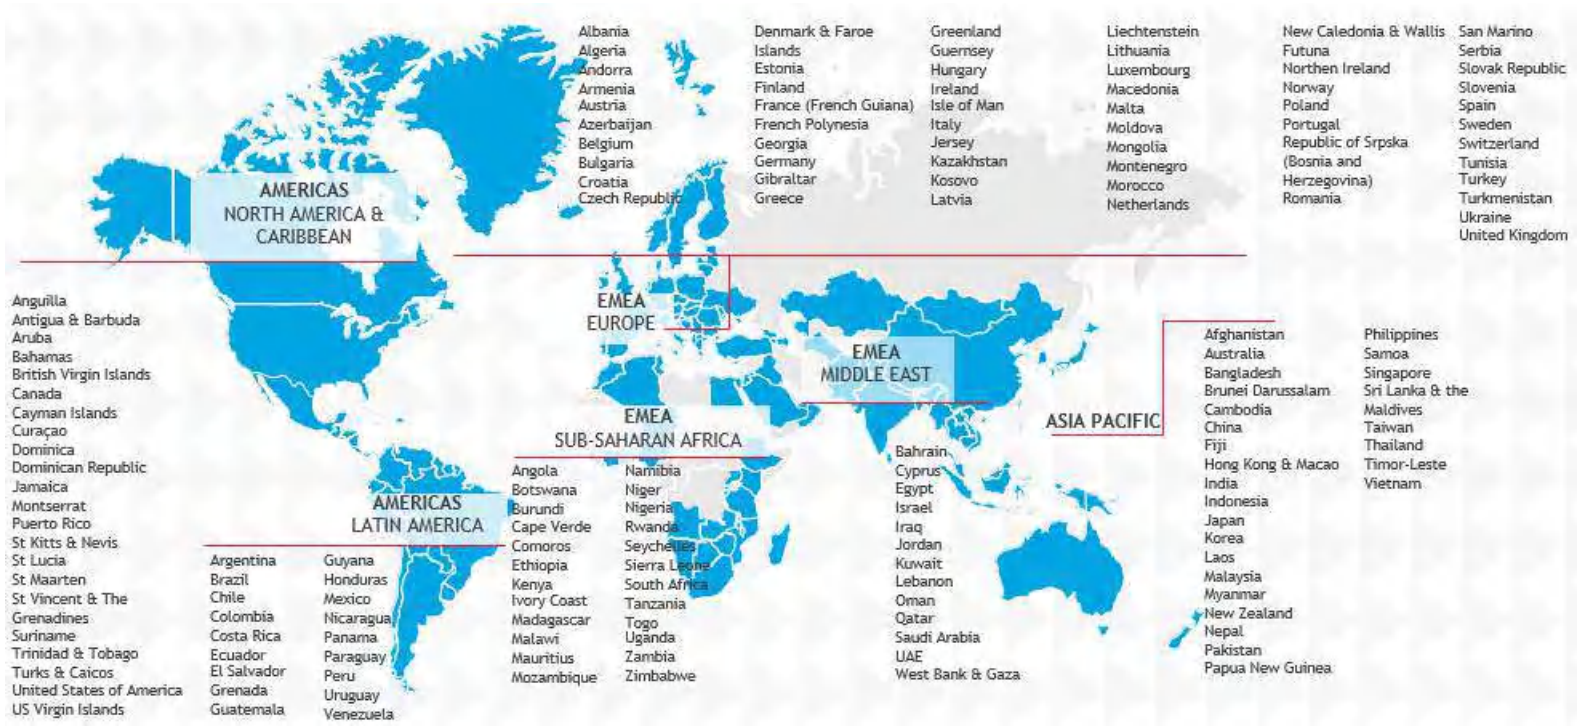 Albania
Algeria
Andorra
Armenia
Austria
Azerbaijan
Belgium
Bulgaria
Croatia
Czech Republic
Denmark & Faroe
Islands
Estonia
Finland
France (French Guiana)
French Polynesia
Georgia
Germany
Gibraltar
Greece
Greenland
Guernsey
Hungary
Ireland
Isle of Man
Italy
Jersey
Kazakhstan
Kosovo
Latvia
Liechtenstein
Lithuania
Luxembourg
Macedonia
Malta
Moldova
Mongolia
Montenegro
Morocco
Netherlands
New Caledonia & Wallis
Futuna
Northen Ireland
Norway
Poland
Portugal
Republic of Srpska
(Bosnia and
Herzegovina)
Romania
San Marino
Serbia
Slovak Republic
Slovenia
Spain
Sweden
Switzerland
Tunisia
Turkey
Turkmenistan
Ukraine
United Kingdom
AMERICAS
NORTH AMERICA &
CARIBBEAN
Anguilla
Antigua & Barbuda
Aruba
Bahamas
British Virgin Islands
Canada
Cayman Islands
Curaçao
Dominica
Dominican Republic
Jamaica
Montserrat
Puerto Rico
St Kitts & Nevis
St Lucia
St Maarten
St Vincent & The
Grenadines
Suriname
Trinidad & Tobago
Turks & Caicos
United States of America
US Virgin Islands
EMEA
EUROPE
EMEA
MIDDLE EAST
EMEA
SUB-SAHARAN AFRICA
ASIA PACIFIC
AMERICAS
LATIN AMERICA
Argentina
Brazil
Chile
Colombia
Costa Rica
Ecuador
El Salvador
Grenada
Guatemala
Guyana
Honduras
Mexico
Nicaragua
Panama
Paraguay
Peru
Uruguay
Venezuela
Angola
Botswana
Burundi
Cape Verde
Comoros
Ethiopia
Kenya
Ivory Coast
Madagascar
Malawi
Mauritius
Mozambique
Namibia
Niger
Nigeria
Rwanda
Seychelles
Sierra Leone
South Africa
Tanzania
Togo
Uganda
Zambia
Zimbabwe
Bahrain
Cyprus
Egypt
Israel
Iraq
Jordan
Kuwait
Lebanon
Oman
Qatar
Saudi Arabia
UAE
West Bank & Gaza
Afghanistan
Australia
Bangladesh
Brunei Darussalam
Cambodia
China
Fiji
Hong Kong & Macao
India
Indonesia
Japan
Korea
Laos
Malaysia
Myanmar
New Zealand
Nepal
Pakistan
Papua New Guinea
Philippines
Samoa
Singapore
Sri Lanka & the
Maldives
Taiwan
Thailand
Timor-Leste
Vietnam